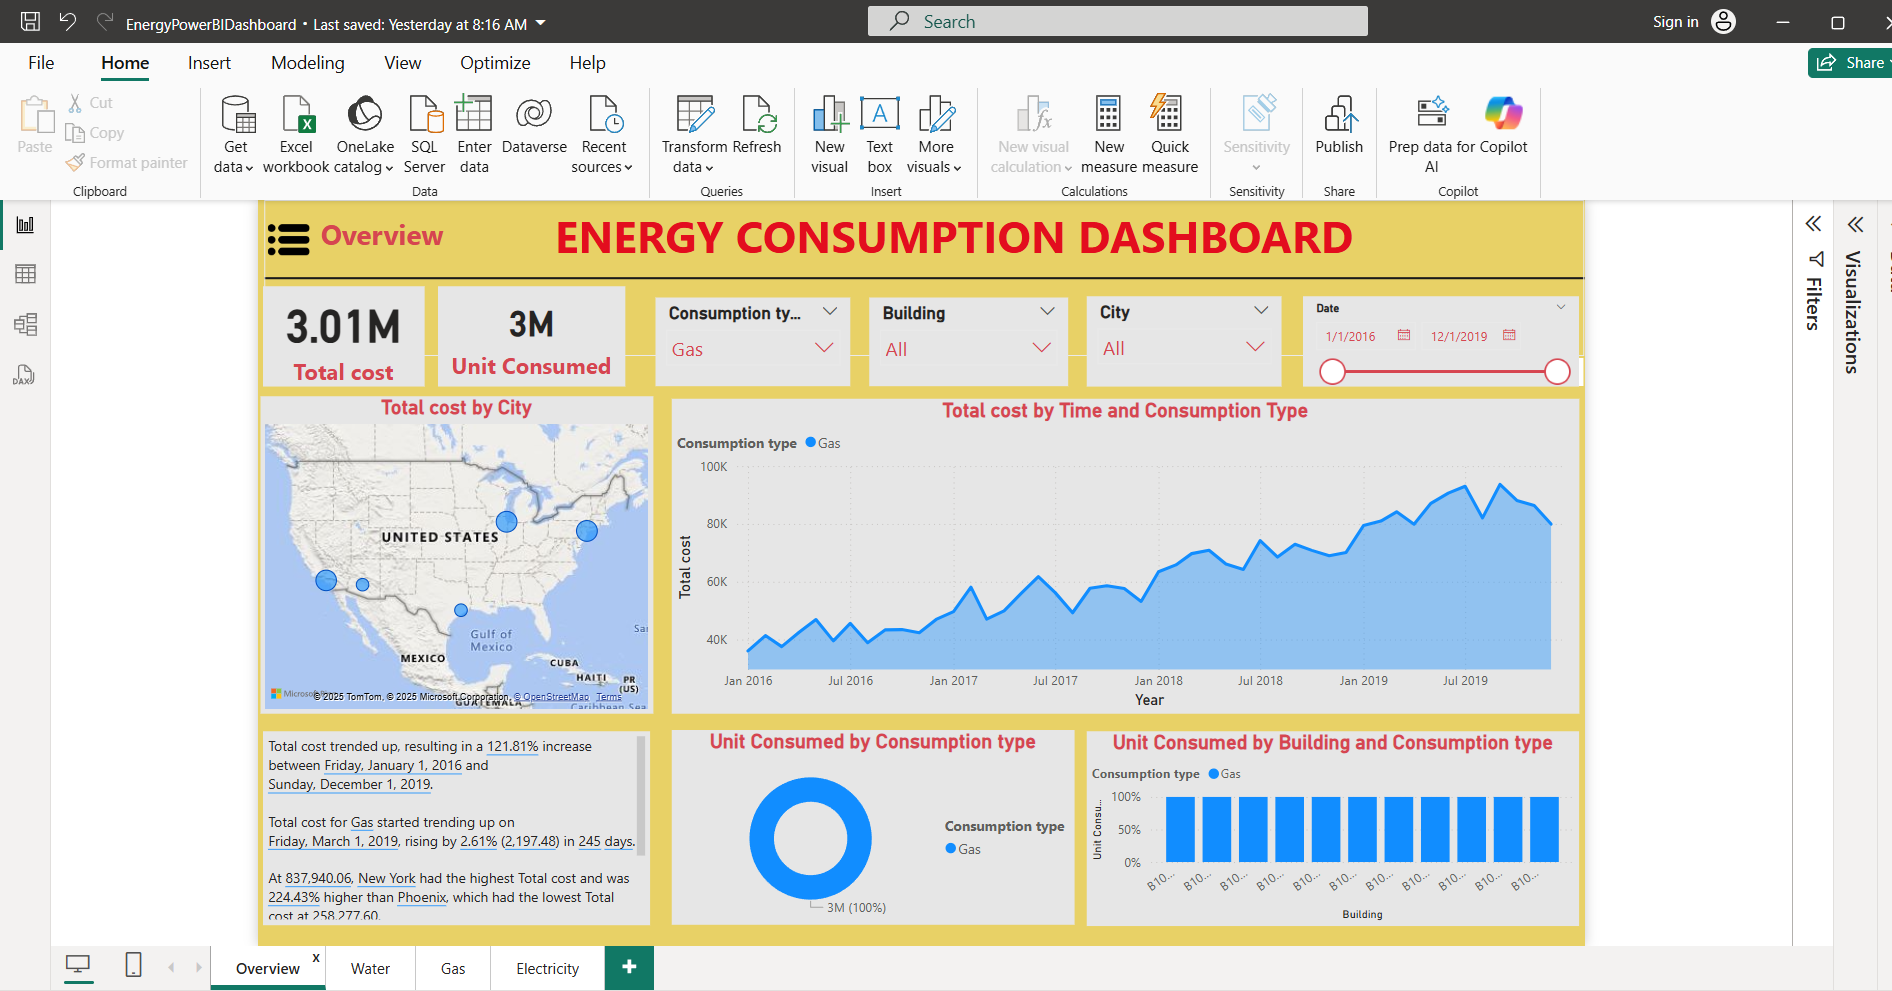 EnergyPowerBIDashboard • Last saved: Yesterday at 8:16 AM
Search
Sign in
File Home Insert Modeling View Optimize Help
Share
Paste
Cut
Copy
Format painter
Clipboard
Get data
Excel workbook
OneLake catalog
SQL Server
Enter data
Dataverse
Recent sources
Data
Transform data
Refresh
Queries
New visual
Text box
More visuals
Insert
New visual calculation
New measure
Quick measure
Calculations
Sensitivity
Sensitivity
Publish
Share
Prep data for AI
Copilot
Copilot
Overview
ENERGY CONSUMPTION DASHBOARD
3.01M
Total cost
3M
Unit Consumed
Consumption ty...
Gas
Building
All
City
All
Date
1/1/2016
12/1/2019
Filters
Visualizations
Total cost by City
UNITED STATES
Gulf of
Mexico
MEXICO
CUBA
HAITI
PR
(US)
GUATEMALA
Caribbean Sea
Sar
Microsoft
© 2025 TomTom, © 2025 Microsoft Corporation, © OpenStreetMap Terms
Total cost by Time and Consumption Type
Consumption type Gas
100K
80K
60K
40K
Total cost
Jan 2016 Jul 2016 Jan 2017 Jul 2017 Jan 2018 Jul 2018 Jan 2019 Jul 2019
Year
Total cost trended up, resulting in a 121.81% increase
between Friday, January 1, 2016 and
Sunday, December 1, 2019.
Total cost for Gas started trending up on
Friday, March 1, 2019, rising by 2.61% (2,197.48) in 245 days.
At 837,940.06, New York had the highest Total cost and was
224.43% higher than Phoenix, which had the lowest Total
cost at 258,277.60.
Unit Consumed by Consumption type
Consumption type
Gas
3M (100%)
Unit Consumed by Building and Consumption type
Consumption type Gas
100%
50%
0%
Unit Consu...
B10... B10... B10... B10... B10... B10... B10... B10... B10... B10... B10...
Building
Overview x
Water
Gas
Electricity
+